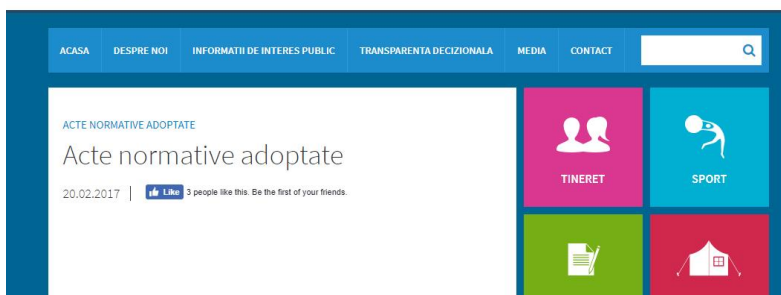 ACASA DESPRE NOI INFORMATII DE INTERES PUBLIC TRANSPARENTA DECIZIONALA MEDIA CONTACT
ACTE NORMATIVE ADOPTATE
Acte normative adoptate
20.02.2017 Like 3 people like this. Be the first of your friends.
TINERET SPORT